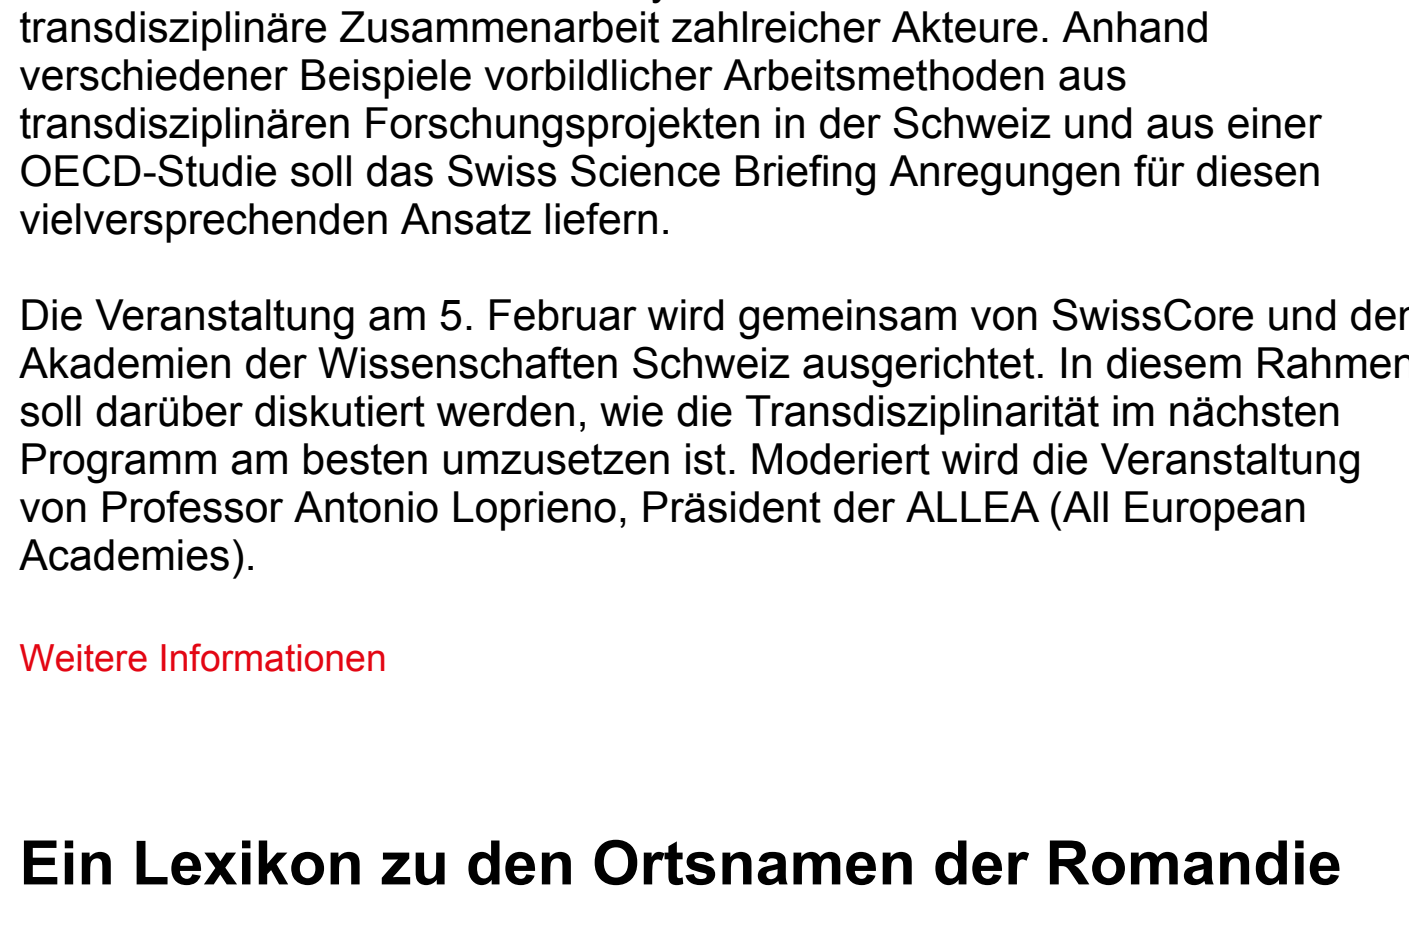 transdisziplinäre Zusammenarbeit zahlreicher Akteure. Anhand
verschiedener Beispiele vorbildlicher Arbeitsmethoden aus
transdisziplinären Forschungsprojekten in der Schweiz und aus einer
OECD-Studie soll das Swiss Science Briefing Anregungen für diesen
vielversprechenden Ansatz liefern.
Die Veranstaltung am 5. Februar wird gemeinsam von SwissCore und den
Akademien der Wissenschaften Schweiz ausgerichtet. In diesem Rahmen
soll darüber diskutiert werden, wie die Transdisziplinarität im nächsten
Programm am besten umzusetzen ist. Moderiert wird die Veranstaltung
von Professor Antonio Loprieno, Präsident der ALLEA (All European
Academies).
Weitere Informationen
Ein Lexikon zu den Ortsnamen der Romandie